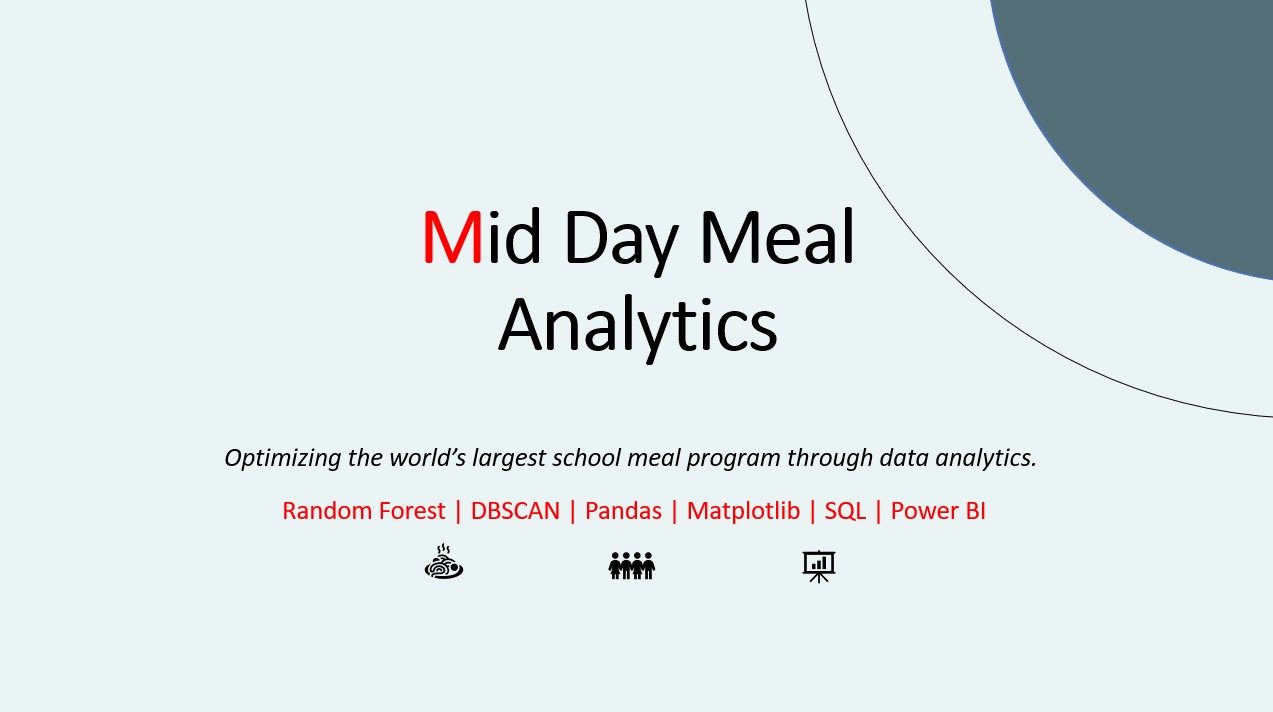 Mid Day Meal
Analytics
Optimizing the world’s largest school meal program through data analytics.
Random Forest | DBSCAN | Pandas | Matplotlib | SQL | Power BI